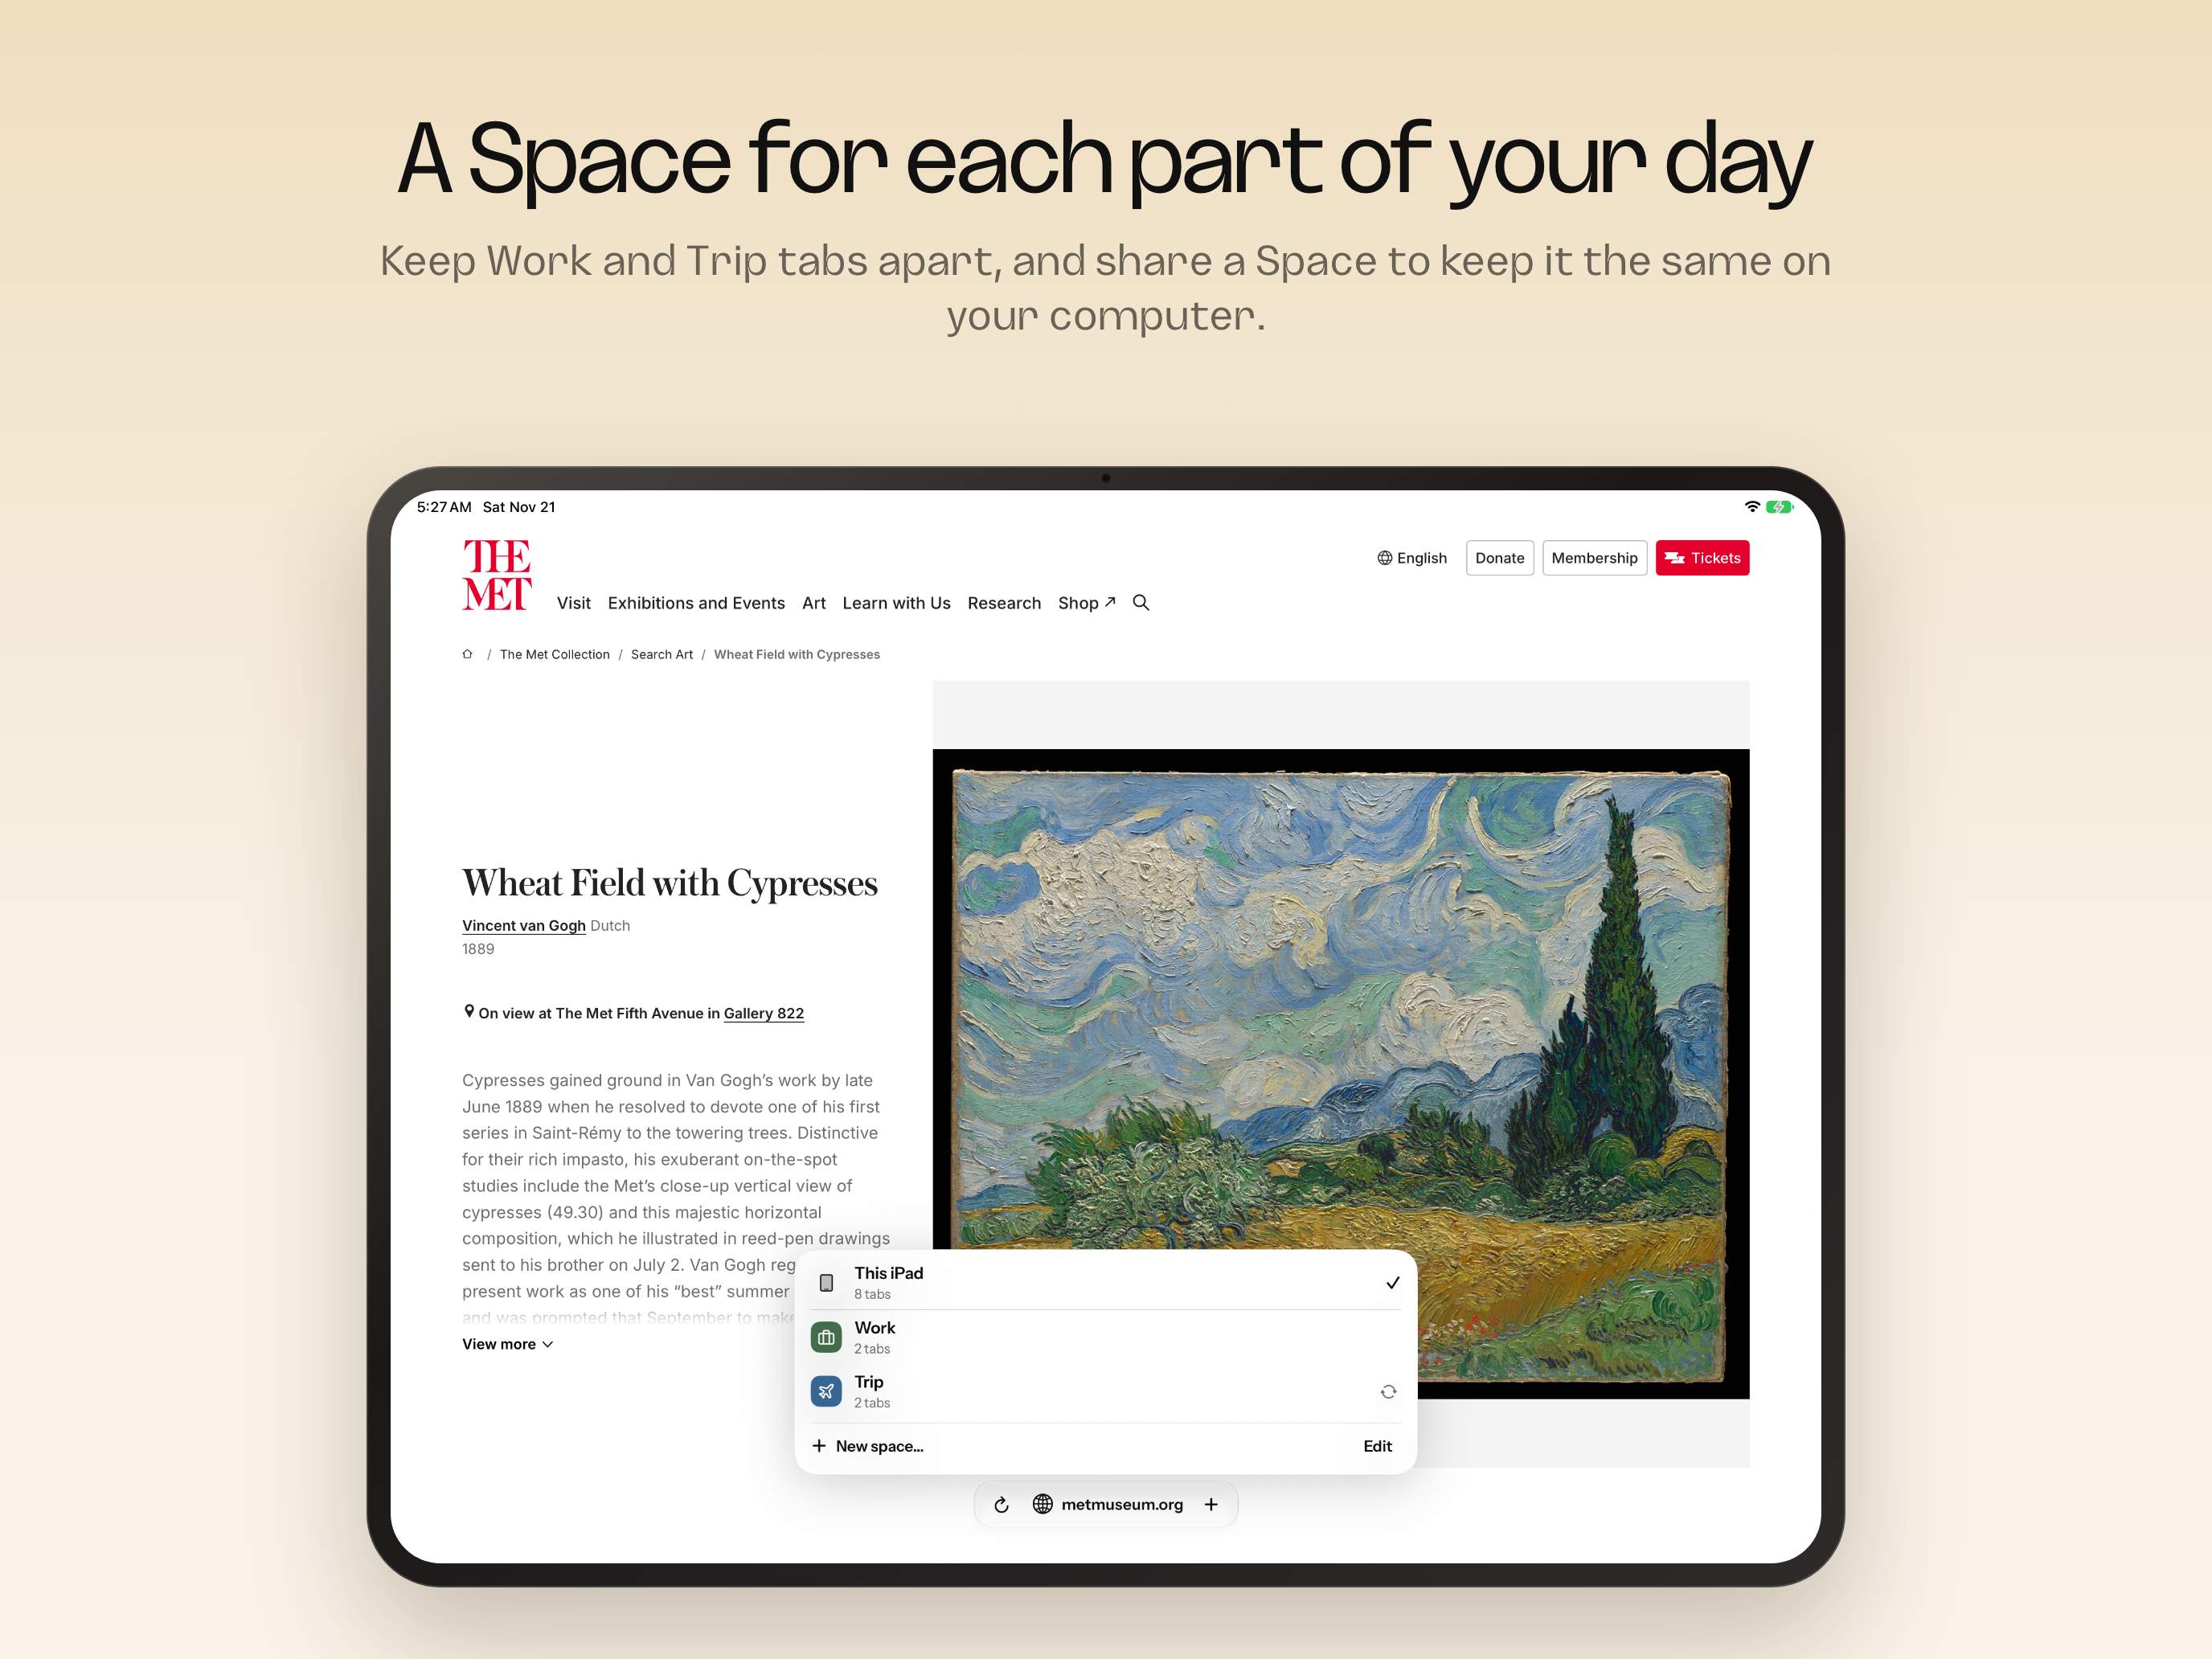 A Space for each part of your day
Keep Work and Trip tabs apart, and share a Space to keep it the same on
your computer.
5:27 AM Sat Nov 21
THE
MET
English Donate Membership Tickets
Visit Exhibitions and Events Art Learn with Us Research Shop ↗
/ The Met Collection / Search Art / Wheat Field with Cypresses
Wheat Field with Cypresses
Vincent van Gogh Dutch
1889
On view at The Met Fifth Avenue in Gallery 822
Cypresses gained ground in Van Gogh’s work by late
June 1889 when he resolved to devote one of his first
series in Saint-Rémy to the towering trees. Distinctive
for their rich impasto, his exuberant on-the-spot
studies include the Met’s close-up vertical view of
cypresses (49.30) and this majestic horizontal
composition, which he illustrated in reed-pen drawings
sent to his brother on July 2. Van Gogh reg
present work as one of his “best” summer
and was prompted that September to make
View more
This iPad
8 tabs
Work
2 tabs
Trip
2 tabs
+ New space... Edit
metmuseum.org +